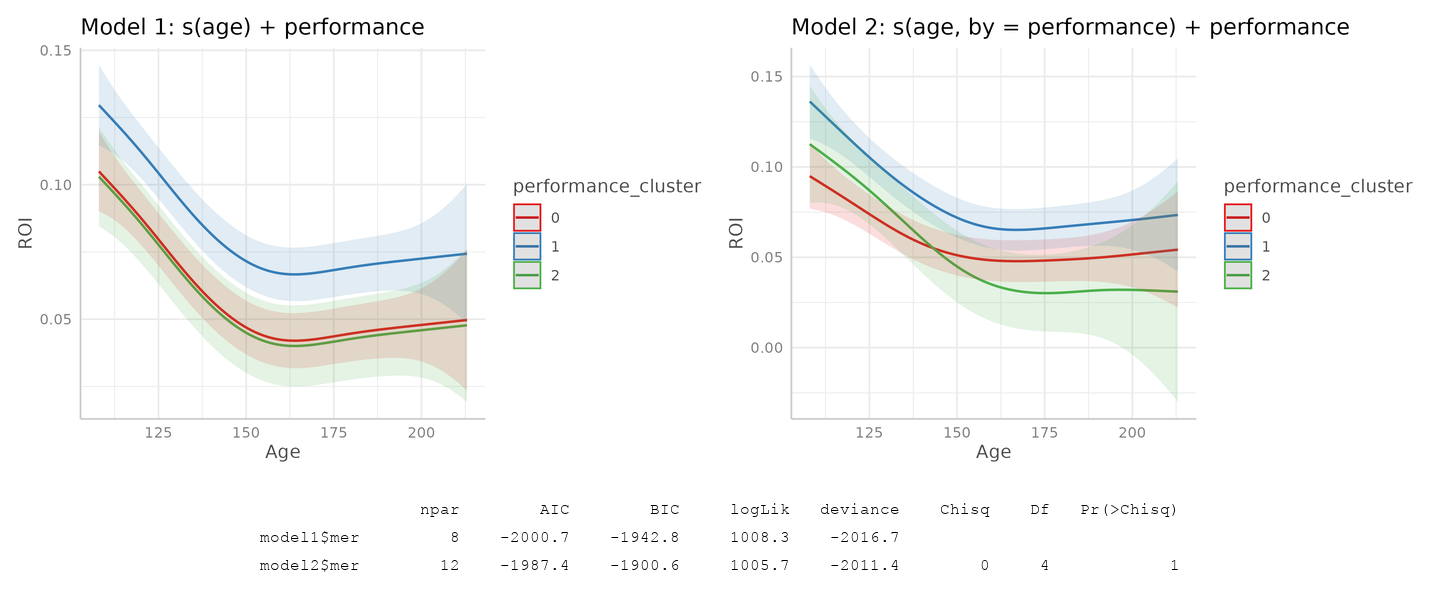 Model 1: s(age) + performance
0.15
0.10
0.05
ROI
125 150 175 200
Age
performance_cluster
0
1
2
Model 2: s(age, by = performance) + performance
0.15
0.10
0.05
0.00
ROI
125 150 175 200
Age
performance_cluster
0
1
2
npar AIC BIC logLik deviance Chisq Df Pr(>Chisq)
model1$mer 8 -2000.7 -1942.8 1008.3 -2016.7
model2$mer 12 -1987.4 -1900.6 1005.7 -2011.4 0 4 1